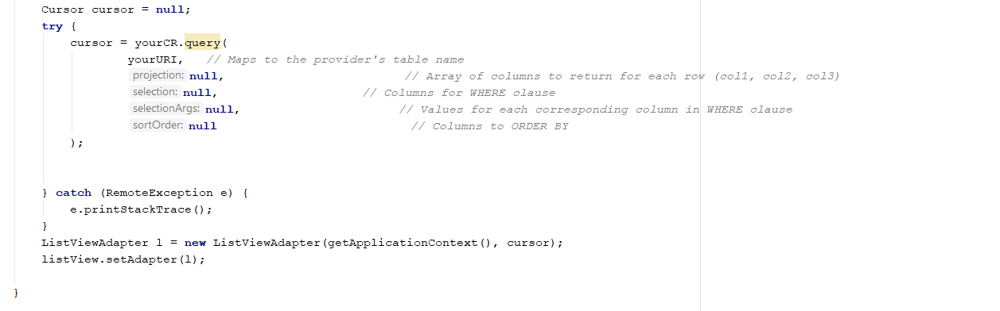 Cursor cursor = null;
try {
cursor = yourCR.query(
yourURI, // Maps to the provider's table name
projection: null, // Array of columns to return for each row (col1, col2, col3)
selection: null, // Columns for WHERE clause
selectionArgs: null, // Values for each corresponding column in WHERE clause
sortOrder: null // Columns to ORDER BY
);
} catch (RemoteException e) {
e.printStackTrace();
}
ListViewAdapter l = new ListViewAdapter(getApplicationContext(), cursor);
listView.setAdapter(l);
}